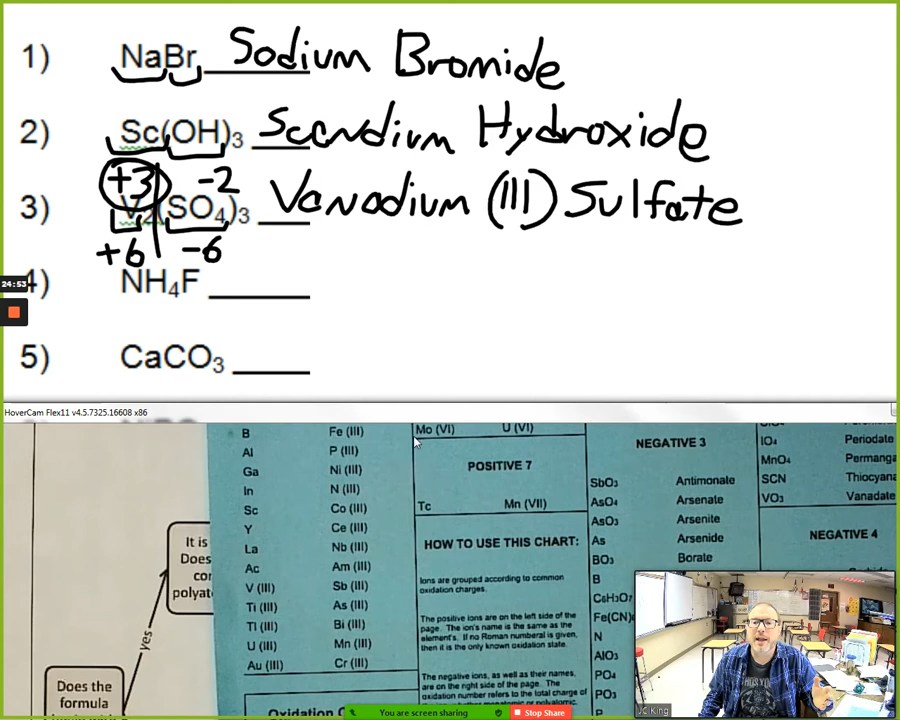 1) NaBr Sodium Bromide
2) Sc(OH)₃ Scandium Hydroxide
+3 -2
3) V₂(SO₄)₃ Vanadium (III) Sulfate
+6 -6
24:53
4) NH₄F
5) CaCO₃
HoverCam Flex11 v4.5.7325.16608 x86
It is
Does
polyat
yes
Does the
formula
B Fe (III)
Al P (III)
Ga Ni (III)
In N (III)
Sc Co (III)
Y Ce (III)
La Nb (III)
Ac Am (III)
V (III) Sb (III)
Ti (III) As (III)
Tl (III) Bi (III)
U (III) Mn (III)
Au (III) Cr (III)
Mo (VI) U (VI)
POSITIVE 7
Tc Mn (VII)
HOW TO USE THIS CHART:
Ions are grouped according to common
oxidation charges.
The positive ions are on the left side of the
page. The ion's name is the same as the
element's. If no Roman numberal is given,
then it is the only known oxidation state.
The negative ions, as well as their names,
are on the right side of the page. The
oxidation number refers to the total charge of
NEGATIVE 3
SbO₃ Antimonate
AsO₄ Arsenate
AsO₃ Arsenite
As Arsenide
BO₃ Borate
B
C₆H₅O₇
Fe(CN)
N
AlO₃
PO₄
PO₃
P
IO₄ Periodate
MnO₄ Permanga
SCN Thiocyana
VO₃ Vanadate
NEGATIVE 4
JC King
You are screen sharing
Stop Share